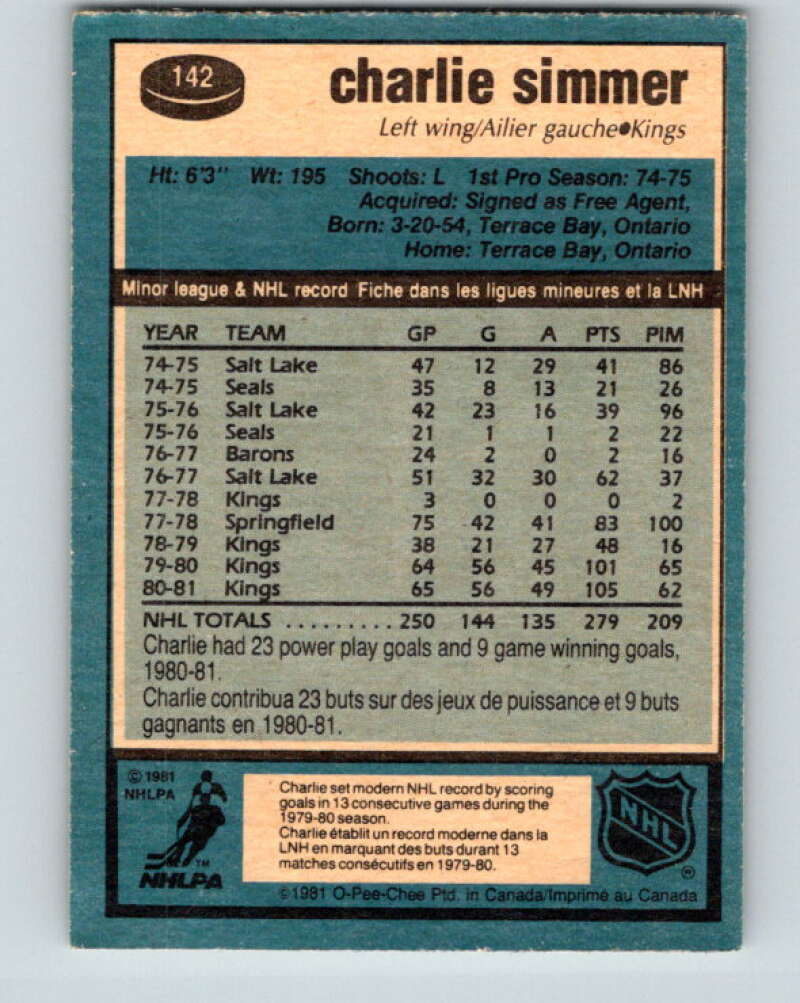 142
charlie simmer
Left wing/Ailier gauche●Kings
Ht: 6'3" Wt: 195 Shoots: L 1st Pro Season: 74-75
Acquired: Signed as Free Agent,
Born: 3-20-54, Terrace Bay, Ontario
Home: Terrace Bay, Ontario
Minor league & NHL record Fiche dans les ligues mineures et la LNH
YEAR TEAM GP G A PTS PIM
74-75 Salt Lake 47 12 29 41 86
74-75 Seals 35 8 13 21 26
75-76 Salt Lake 42 23 16 39 96
75-76 Seals 21 1 1 2 22
76-77 Barons 24 2 0 2 16
76-77 Salt Lake 51 32 30 62 37
77-78 Kings 3 0 0 0 2
77-78 Springfield 75 42 41 83 100
78-79 Kings 38 21 27 48 16
79-80 Kings 64 56 45 101 65
80-81 Kings 65 56 49 105 62
NHL TOTALS .......... 250 144 135 279 209
Charlie had 23 power play goals and 9 game winning goals,
1980-81.
Charlie contribua 23 buts sur des jeux de puissance et 9 buts
gagnants en 1980-81.
© 1981
NHLPA
TM
NHLPA
Charlie set modern NHL record by scoring
goals in 13 consecutive games during the
1979-80 season.
Charlie établit un record moderne dans la
LNH en marquant des buts durant 13
matches consécutifs en 1979-80.
NHL
®
©1981 O-Pee-Chee Ptd. in Canada/Imprimé au Canada